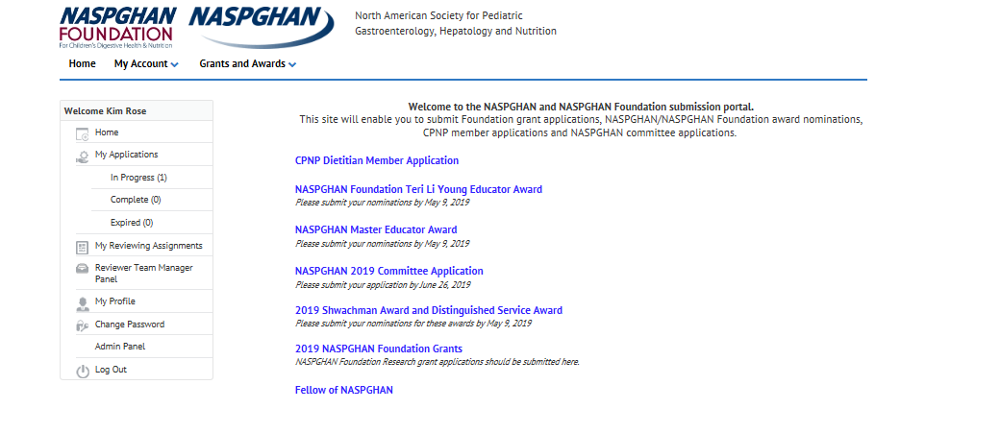 NASPGHAN
FOUNDATION
For Children's Digestive Health & Nutrition
NASPGHAN
North American Society for Pediatric
Gastroenterology, Hepatology and Nutrition
Home My Account Grants and Awards
Welcome Kim Rose
Home
My Applications
In Progress (1)
Complete (0)
Expired (0)
My Reviewing Assignments
Reviewer Team Manager
Panel
My Profile
Change Password
Admin Panel
Log Out
Welcome to the NASPGHAN and NASPGHAN Foundation submission portal.
This site will enable you to submit Foundation grant applications, NASPGHAN/NASPGHAN Foundation award nominations,
CPNP member applications and NASPGHAN committee applications.
CPNP Dietitian Member Application
NASPGHAN Foundation Teri Li Young Educator Award
Please submit your nominations by May 9, 2019
NASPGHAN Master Educator Award
Please submit your nominations by May 9, 2019
NASPGHAN 2019 Committee Application
Please submit your application by June 26, 2019
2019 Shwachman Award and Distinguished Service Award
Please submit your nominations for these awards by May 9, 2019
2019 NASPGHAN Foundation Grants
NASPGHAN Foundation Research grant applications should be submitted here.
Fellow of NASPGHAN